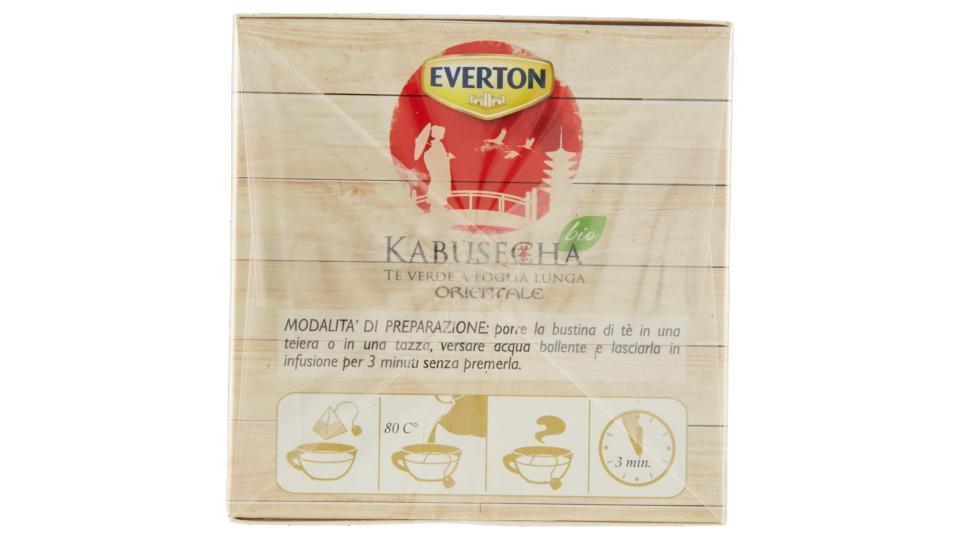 EVERTON
bio
KABUSECHA
TÈ VERDE A FOGLIA LUNGA
ORIENTALE
MODALITA' DI PREPARAZIONE: porre la bustina di tè in una
teiera o in una tazza, versare acqua bollente e lasciarla in
infusione per 3 minuti senza premerla.
80 C°
3 min.